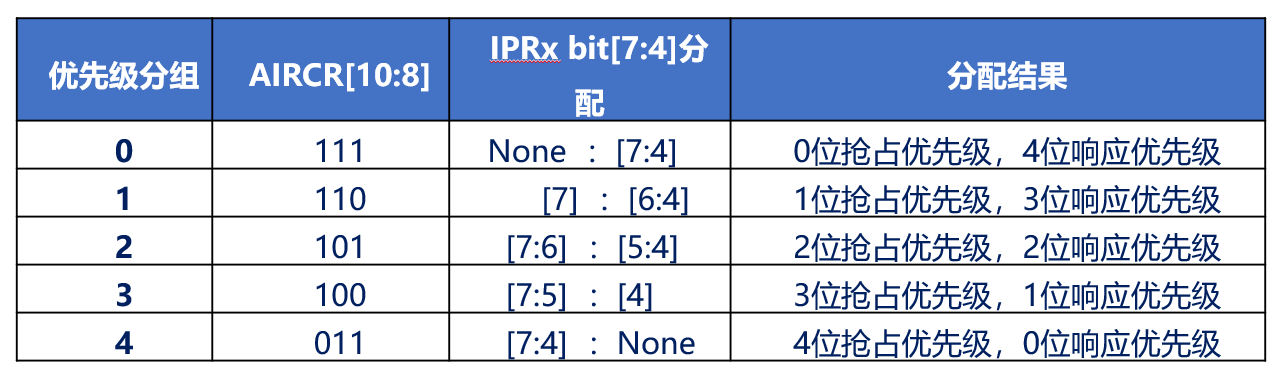 优先级分组 AIRCR[10:8] IPRx bit[7:4]分配 分配结果
0 111 None : [7:4] 0位抢占优先级，4位响应优先级
1 110 [7] : [6:4] 1位抢占优先级，3位响应优先级
2 101 [7:6] : [5:4] 2位抢占优先级，2位响应优先级
3 100 [7:5] : [4] 3位抢占优先级，1位响应优先级
4 011 [7:4] : None 4位抢占优先级，0位响应优先级